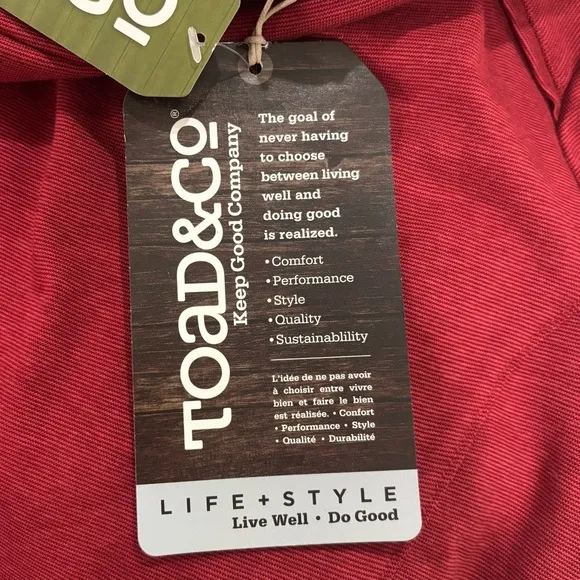 TOAD&CO®
Keep Good Company
The goal of
never having
to choose
between living
well and
doing good
is realized.
• Comfort
• Performance
• Style
• Quality
• Sustainablility
L'idée de ne pas avoir
à choisir entre vivre
bien et faire le bien
est réalisée. • Confort
• Performance • Style
• Qualité • Durabilité
LIFE+STYLE
Live Well • Do Good